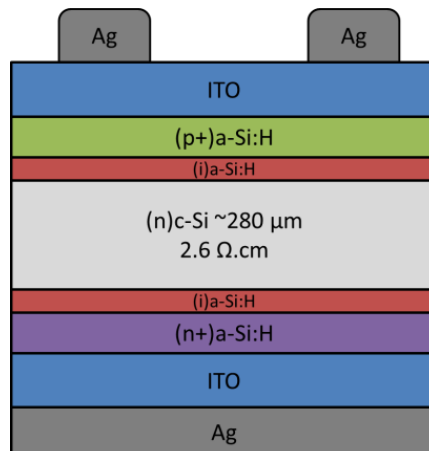 Ag
Ag
ITO
(p+)a-Si:H
(i)a-Si:H
(n)c-Si ~280 μm
2.6 Ω.cm
(i)a-Si:H
(n+)a-Si:H
ITO
Ag